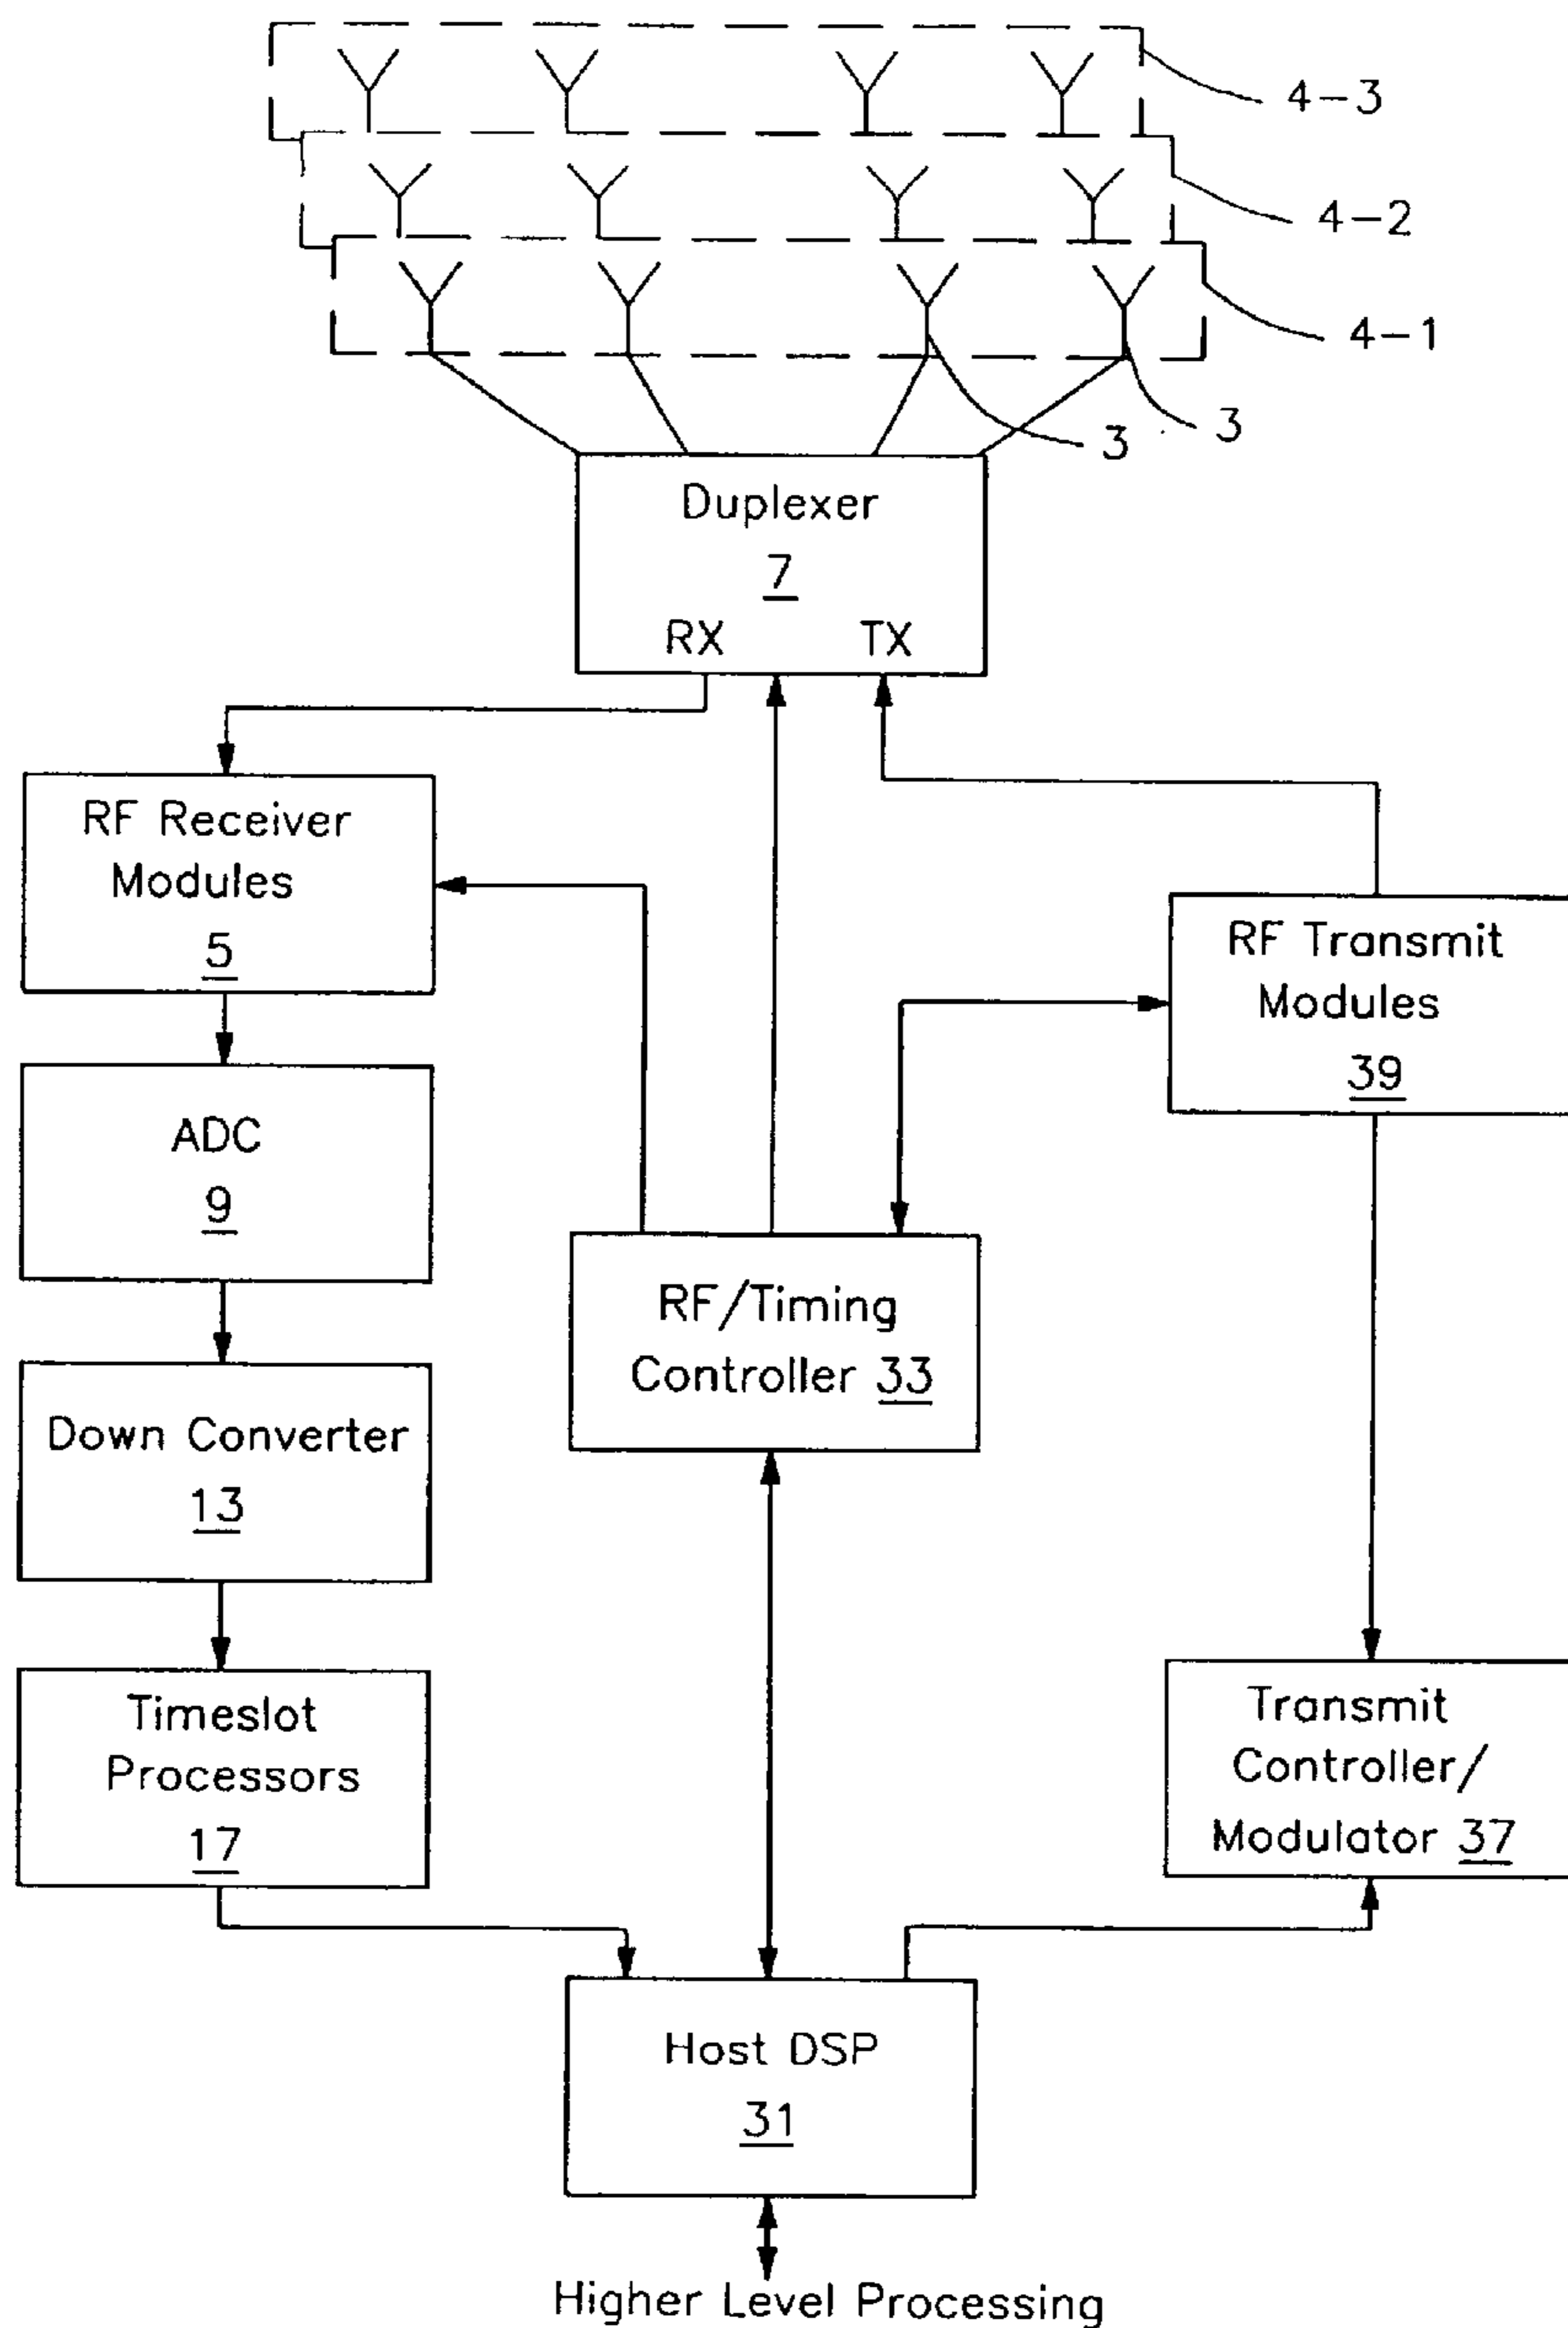 4-3
4-2
4-1
3
3
Duplexer
7
RX TX
RF Receiver
Modules
5
RF Transmit
Modules
39
ADC
9
RF/Timing
Controller 33
Down Converter
13
Timeslot
Processors
17
Transmit
Controller/
Modulator 37
Host DSP
31
Higher Level Processing